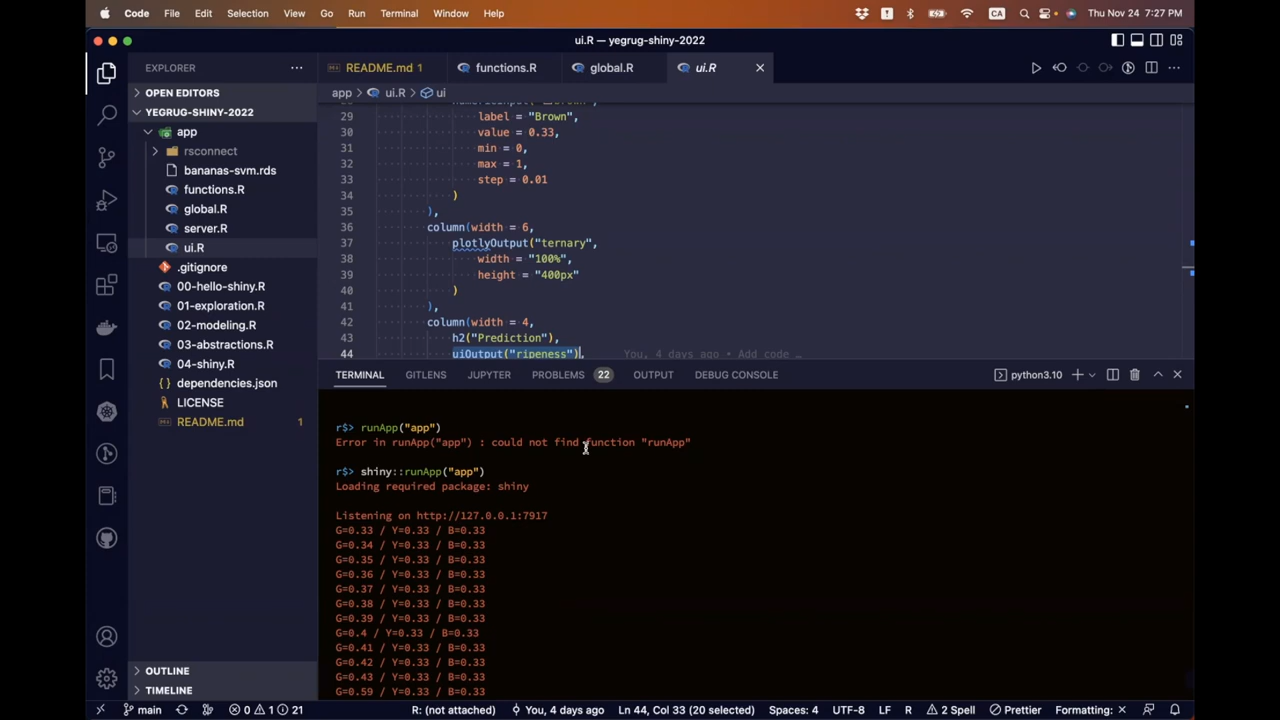 Code File Edit Selection View Go Run Terminal Window Help CA Thu Nov 24 7:27 PM
ui.R — yegrug-shiny-2022
EXPLORER
README.md 1 functions.R global.R ui.R
OPEN EDITORS
YEGRUG-SHINY-2022
app
rsconnect
bananas-svm.rds
functions.R
global.R
server.R
ui.R
.gitignore
00-hello-shiny.R
01-exploration.R
02-modeling.R
03-abstractions.R
04-shiny.R
dependencies.json
LICENSE
README.md 1
OUTLINE
TIMELINE
app > ui.R > ui
29 label = "Brown",
30 value = 0.33,
31 min = 0,
32 max = 1,
33 step = 0.01
34 )
35 ),
36 column(width = 6,
37 plotlyOutput("ternary",
38 width = "100%",
39 height = "400px"
40 )
41 ),
42 column(width = 4,
43 h2("Prediction"),
44 uiOutput("ripeness"), You, 4 days ago • Add code …
TERMINAL GITLENS JUPYTER PROBLEMS 22 OUTPUT DEBUG CONSOLE python3.10
r$> runApp("app")
Error in runApp("app") : could not find function "runApp"
r$> shiny::runApp("app")
Loading required package: shiny
Listening on http://127.0.0.1:7917
G=0.33 / Y=0.33 / B=0.33
G=0.34 / Y=0.33 / B=0.33
G=0.35 / Y=0.33 / B=0.33
G=0.36 / Y=0.33 / B=0.33
G=0.37 / Y=0.33 / B=0.33
G=0.38 / Y=0.33 / B=0.33
G=0.39 / Y=0.33 / B=0.33
G=0.4 / Y=0.33 / B=0.33
G=0.41 / Y=0.33 / B=0.33
G=0.42 / Y=0.33 / B=0.33
G=0.43 / Y=0.33 / B=0.33
G=0.59 / Y=0.33 / B=0.33
main 0 1 21 R: (not attached) You, 4 days ago Ln 44, Col 33 (20 selected) Spaces: 4 UTF-8 LF R 2 Spell Prettier Formatting: ×